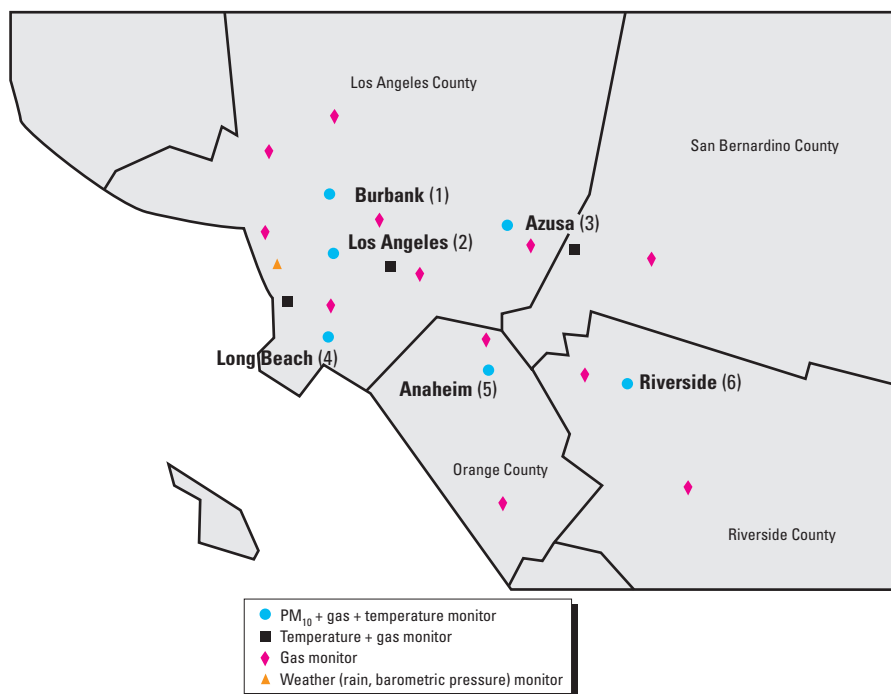 Los Angeles County
San Bernardino County
Burbank (1)
Azusa (3)
Los Angeles (2)
Long Beach (4)
Anaheim (5)
Riverside (6)
Orange County
Riverside County
PM₁₀ + gas + temperature monitor
Temperature + gas monitor
Gas monitor
Weather (rain, barometric pressure) monitor